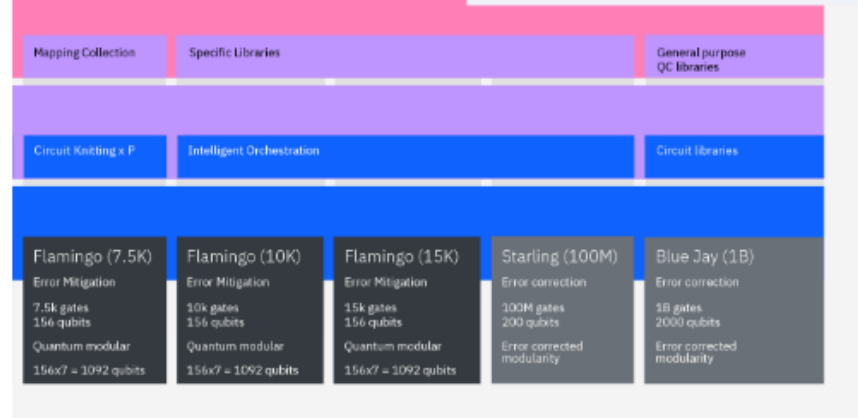 Mapping Collection
Specific Libraries
General purpose
QC libraries
Circuit Knitting x P
Intelligent Orchestration
Circuit libraries
Flamingo (7.5K)
Error Mitigation
7.5k gates
156 qubits
Quantum modular
156x7 = 1092 qubits
Flamingo (10K)
Error Mitigation
10k gates
156 qubits
Quantum modular
156x7 = 1092 qubits
Flamingo (15K)
Error Mitigation
15k gates
156 qubits
Quantum modular
156x7 = 1092 qubits
Starling (100M)
Error correction
100M gates
200 qubits
Error corrected
modularity
Blue Jay (1B)
Error correction
1B gates
2000 qubits
Error corrected
modularity